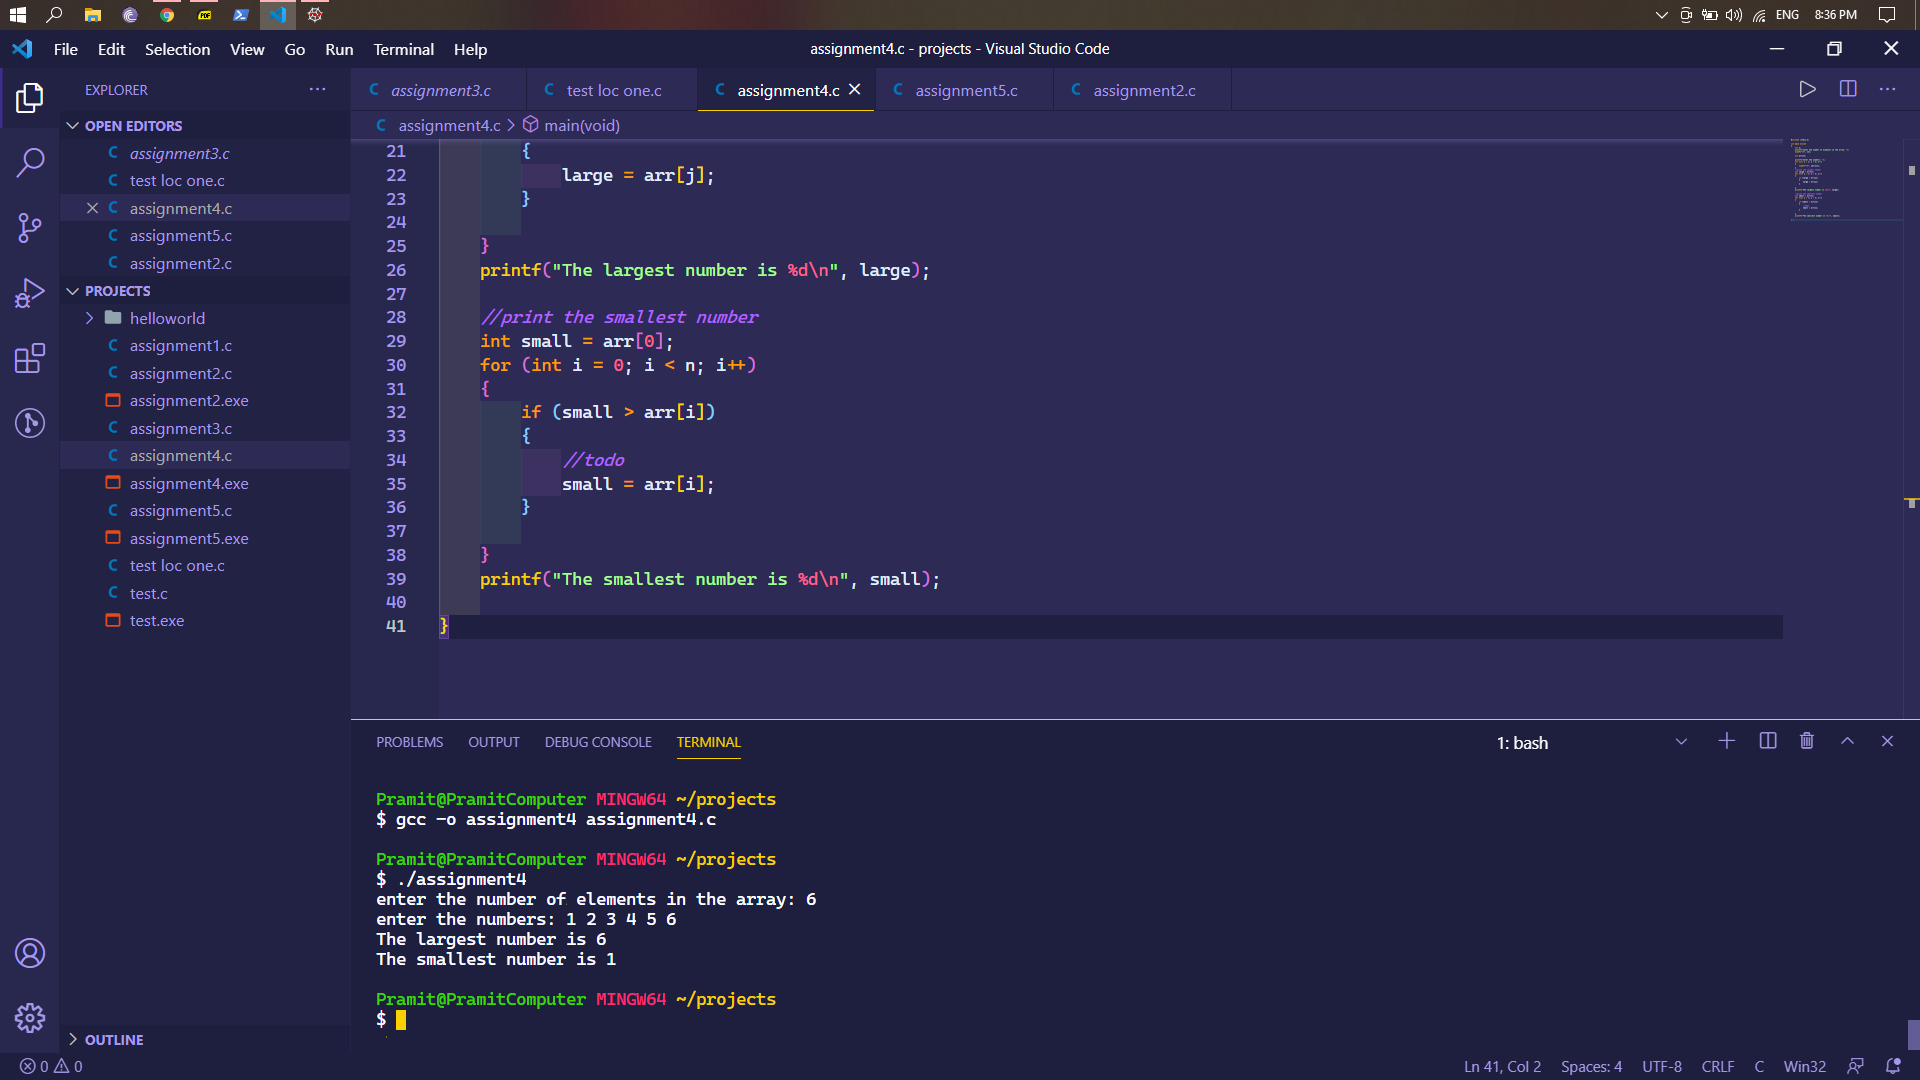 ENG 8:36 PM
File Edit Selection View Go Run Terminal Help
assignment4.c - projects - Visual Studio Code
EXPLORER
OPEN EDITORS
assignment3.c
test loc one.c
assignment4.c
assignment5.c
assignment2.c
PROJECTS
helloworld
assignment1.c
assignment2.c
assignment2.exe
assignment3.c
assignment4.c
assignment4.exe
assignment5.c
assignment5.exe
test loc one.c
test.c
test.exe
OUTLINE
assignment3.c test loc one.c assignment4.c assignment5.c assignment2.c
assignment4.c > main(void)
21 {
22 large = arr[j];
23 }
24
25 }
26 printf("The largest number is %d\n", large);
27
28 //print the smallest number
29 int small = arr[0];
30 for (int i = 0; i < n; i++)
31 {
32 if (small > arr[i])
33 {
34 //todo
35 small = arr[i];
36 }
37
38 }
39 printf("The smallest number is %d\n", small);
40
41 }
PROBLEMS OUTPUT DEBUG CONSOLE TERMINAL
1: bash
Pramit@PramitComputer MINGW64 ~/projects
$ gcc -o assignment4 assignment4.c
Pramit@PramitComputer MINGW64 ~/projects
$ ./assignment4
enter the number of elements in the array: 6
enter the numbers: 1 2 3 4 5 6
The largest number is 6
The smallest number is 1
Pramit@PramitComputer MINGW64 ~/projects
$
0 0
Ln 41, Col 2 Spaces: 4 UTF-8 CRLF C Win32